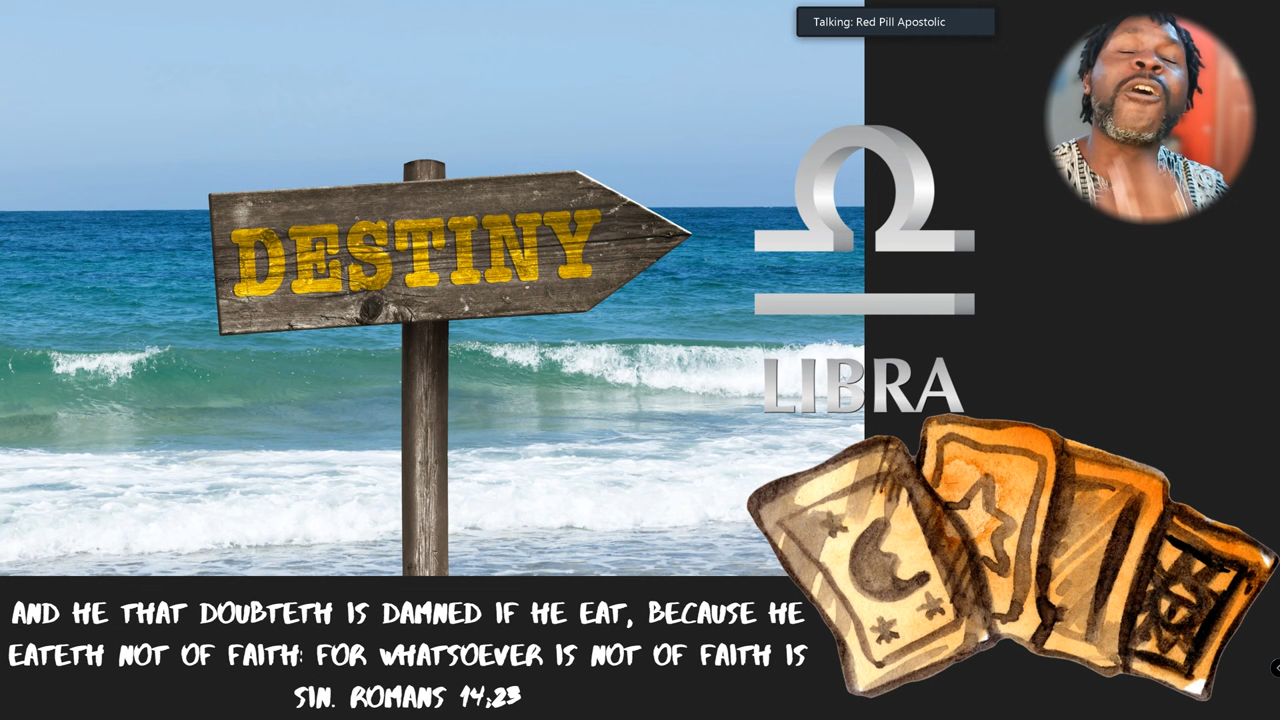 Talking: Red Pill Apostolic
DESTINY
LIBRA
AND HE THAT DOUBTETH IS DAMNED IF HE EAT, BECAUSE HE
EATETH NOT OF FAITH: FOR WHATSOEVER IS NOT OF FAITH IS
SIN. ROMANS 14:23